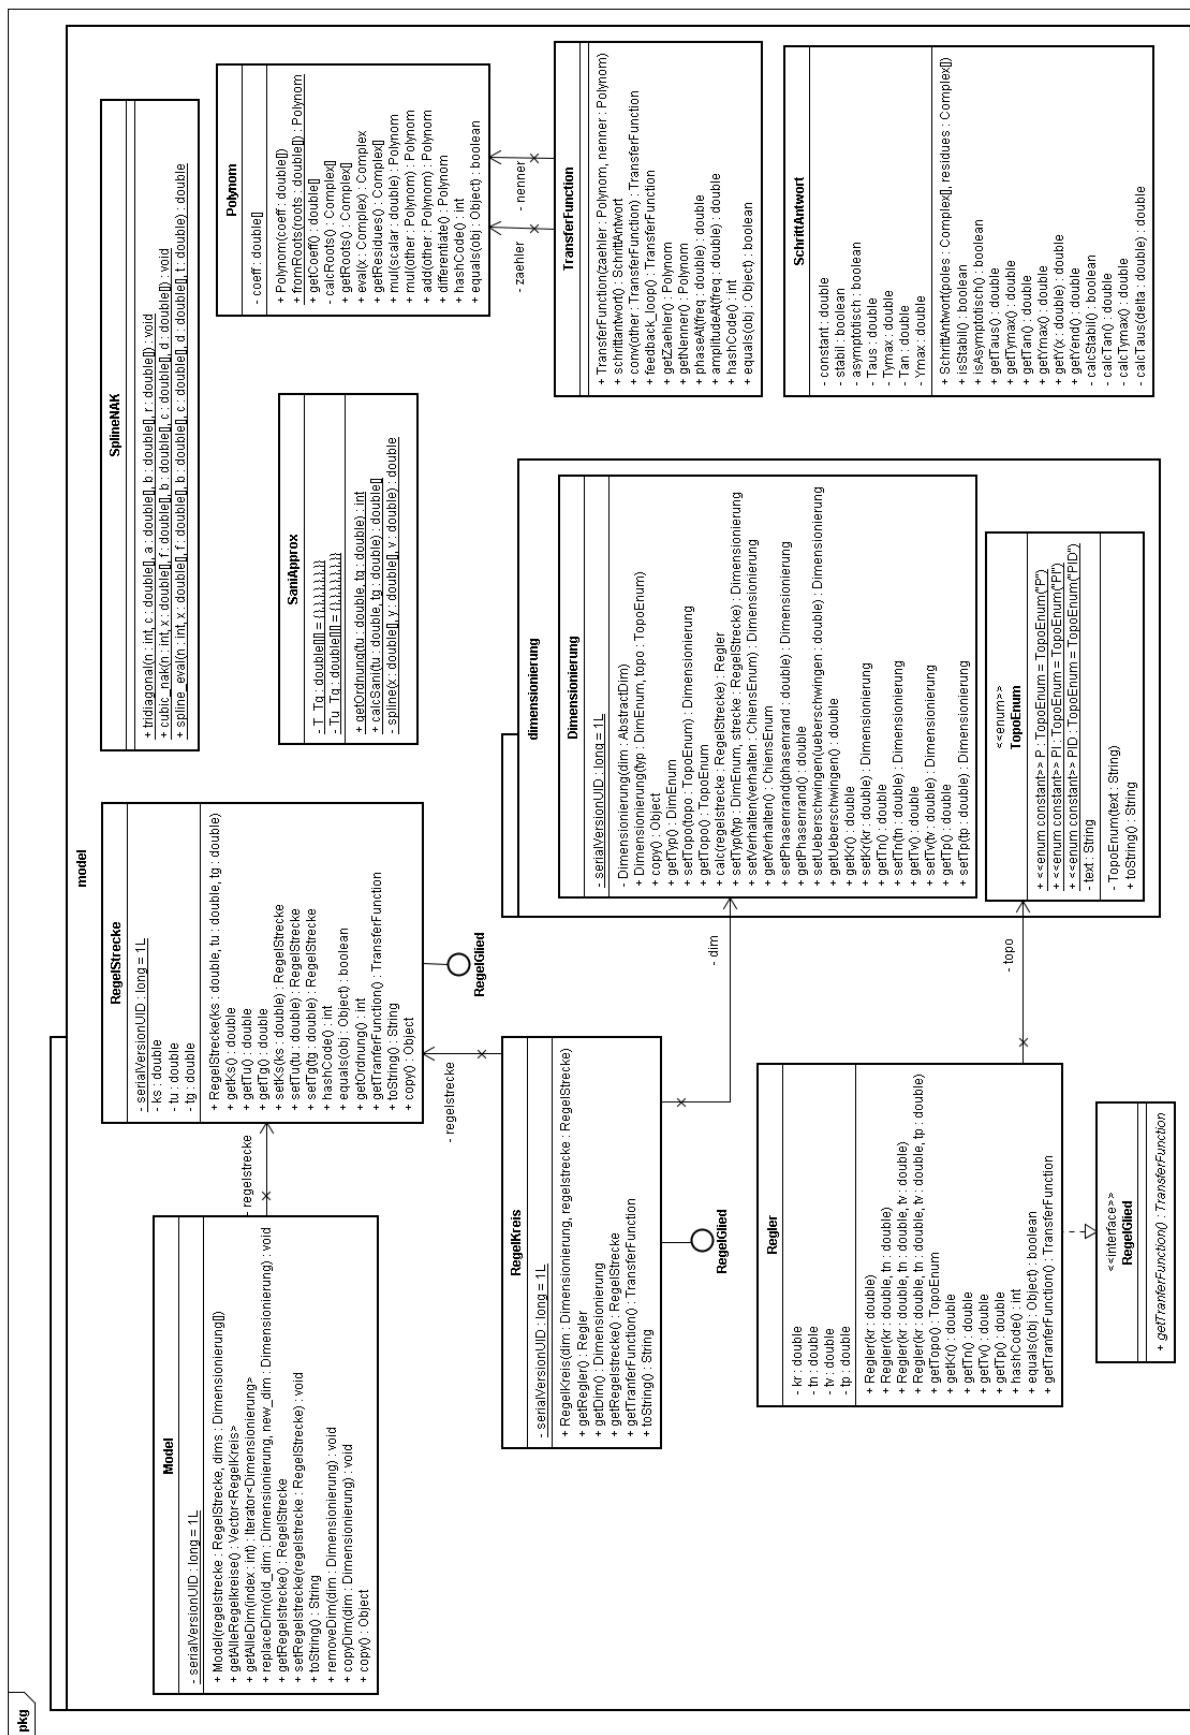 pkg
model
Model
- serialVersionUID : long = 1L
+ Model(regelstrecke : RegelStrecke, dims : Dimensionierung[])
+ getAlleRegelkreise() : Vector<RegelKreis>
+ getAlleDim(index : int) : Iterator<Dimensionierung>
+ replaceDim(old_dim : Dimensionierung, new_dim : Dimensionierung) : void
+ getRegelstrecke() : RegelStrecke
+ setRegelstrecke(regelstrecke : RegelStrecke) : void
+ toString() : String
+ removeDim(dim : Dimensionierung) : void
+ copyDim(dim : Dimensionierung) : void
+ copy() : Object
- regelstrecke
RegelStrecke
- serialVersionUID : long = 1L
- ks : double
- tu : double
- tg : double
+ RegelStrecke(ks : double, tu : double, tg : double)
+ getKs() : double
+ getTu() : double
+ getTg() : double
+ setKs(ks : double) : RegelStrecke
+ setTu(tu : double) : RegelStrecke
+ setTg(tg : double) : RegelStrecke
+ hashCode() : int
+ equals(obj : Object) : boolean
+ getOrdnung() : int
+ getTranferFunction() : TransferFunction
+ toString() : String
+ copy() : Object
RegelGlied
- regelstrecke
SplineNAK
+ tridiagonal(n : int, c : double[], a : double[], b : double[], r : double[]) : void
+ cubic_nak(n : int, x : double[], f : double[], b : double[], c : double[], d : double[]) : void
+ spline_eval(n : int, x : double[], f : double[], b : double[], c : double[], d : double[], t : double) : double
SaniApprox
- T_Tg : double[][] = {{},{},{},{},{},{},{}}
- Tu_Tg : double[][] = {{},{},{},{},{},{},{}}
+ getOrdnung(tu : double, tg : double) : int
+ calcSani(tu : double, tg : double) : double[]
- spline(x : double[], y : double[], v : double) : double
Polynom
- coeff : double[]
+ Polynom(coeff : double[])
+ fromRoots(roots : double[]) : Polynom
+ getCoeff() : double[]
- calcRoots() : Complex[]
+ getRoots() : Complex[]
+ eval(x : Complex) : Complex
+ getResidues() : Complex[]
+ mul(scalar : double) : Polynom
+ mul(other : Polynom) : Polynom
+ add(other : Polynom) : Polynom
+ differentiate() : Polynom
+ hashCode() : int
+ equals(obj : Object) : boolean
- zaehler
- nenner
TransferFunction
+ TransferFunction(zaehler : Polynom, nenner : Polynom)
+ schrittantwort() : SchrittAntwort
+ conv(other : TransferFunction) : TransferFunction
+ feedback_loop() : TransferFunction
+ getZaehler() : Polynom
+ getNenner() : Polynom
+ phaseAt(freq : double) : double
+ amplitudeAt(freq : double) : double
+ hashCode() : int
+ equals(obj : Object) : boolean
RegelKreis
- serialVersionUID : long = 1L
+ RegelKreis(dim : Dimensionierung, regelstrecke : RegelStrecke)
+ getRegler() : Regler
+ getDim() : Dimensionierung
+ getRegelstrecke() : RegelStrecke
+ getTranferFunction() : TransferFunction
+ toString() : String
RegelGlied
- dim
dimensionierung
Dimensionierung
- serialVersionUID : long = 1L
- Dimensionierung(dim : AbstractDim)
+ Dimensionierung(typ : DimEnum, topo : TopoEnum)
+ copy() : Object
+ getTyp() : DimEnum
+ setTopo(topo : TopoEnum) : Dimensionierung
+ getTopo() : TopoEnum
+ calc(regelstrecke : RegelStrecke) : Regler
+ setTyp(typ : DimEnum, strecke : RegelStrecke) : Dimensionierung
+ setVerhalten(verhalten : ChiensEnum) : Dimensionierung
+ getVerhalten() : ChiensEnum
+ setPhasenrand(phasenrand : double) : Dimensionierung
+ getPhasenrand() : double
+ setUeberschwingen(ueberschwingen : double) : Dimensionierung
+ getUeberschwingen() : double
+ getKr() : double
+ setKr(kr : double) : Dimensionierung
+ getTn() : double
+ setTn(tn : double) : Dimensionierung
+ getTv() : double
+ setTv(tv : double) : Dimensionierung
+ getTp() : double
+ setTp(tp : double) : Dimensionierung
<<enum>>
TopoEnum
+ <<enum constant>> P : TopoEnum = TopoEnum("P")
+ <<enum constant>> PI : TopoEnum = TopoEnum("PI")
+ <<enum constant>> PID : TopoEnum = TopoEnum("PID")
- text : String
- TopoEnum(text : String)
+ toString() : String
SchrittAntwort
- constant : double
- stabil : boolean
- asymptotisch : boolean
- Taus : double
- Tymax : double
- Tan : double
- Ymax : double
+ SchrittAntwort(poles : Complex[], residues : Complex[])
+ isStabil() : boolean
+ isAsymptotisch() : boolean
+ getTaus() : double
+ getTymax() : double
+ getTan() : double
+ getYmax() : double
+ getY(x : double) : double
+ getYend() : double
- calcStabil() : boolean
- calcTan() : double
- calcTymax() : double
- calcTaus(delta : double) : double
Regler
- kr : double
- tn : double
- tv : double
- tp : double
+ Regler(kr : double)
+ Regler(kr : double, tn : double)
+ Regler(kr : double, tn : double, tv : double)
+ Regler(kr : double, tn : double, tv : double, tp : double)
+ getTopo() : TopoEnum
+ getKr() : double
+ getTn() : double
+ getTv() : double
+ getTp() : double
+ hashCode() : int
+ equals(obj : Object) : boolean
+ getTranferFunction() : TransferFunction
- topo
<<interface>>
RegelGlied
+ getTranferFunction() : TransferFunction